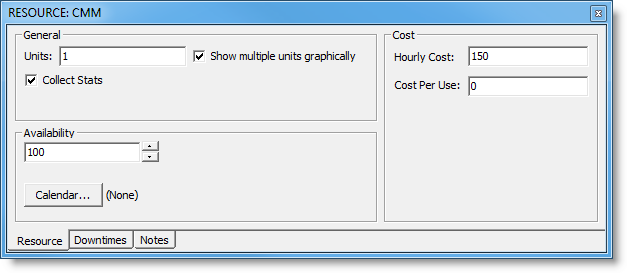 RESOURCE: CMM
General
Units: 1 Show multiple units graphically
Collect Stats
Availability
100
Calendar... (None)
Cost
Hourly Cost: 150
Cost Per Use: 0
Resource Downtimes Notes